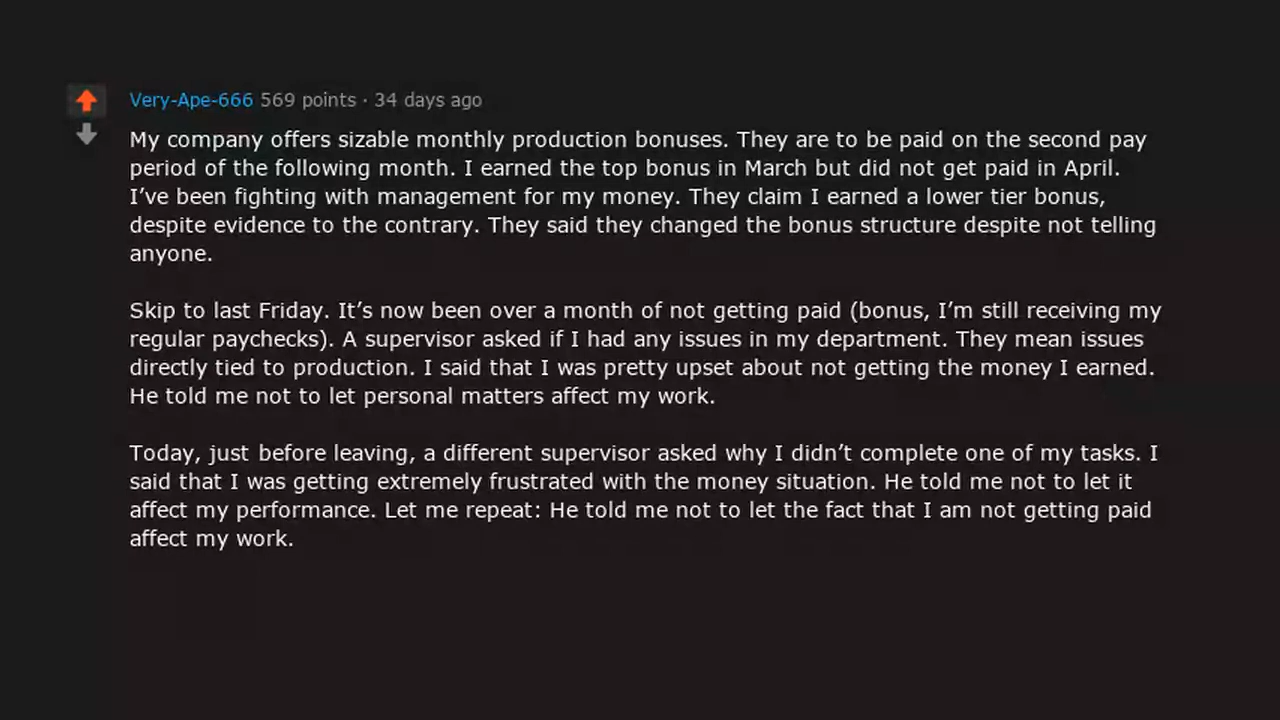 Very-Ape-666 569 points · 34 days ago
My company offers sizable monthly production bonuses. They are to be paid on the second pay
period of the following month. I earned the top bonus in March but did not get paid in April.
I’ve been fighting with management for my money. They claim I earned a lower tier bonus,
despite evidence to the contrary. They said they changed the bonus structure despite not telling
anyone.
Skip to last Friday. It’s now been over a month of not getting paid (bonus, I’m still receiving my
regular paychecks). A supervisor asked if I had any issues in my department. They mean issues
directly tied to production. I said that I was pretty upset about not getting the money I earned.
He told me not to let personal matters affect my work.
Today, just before leaving, a different supervisor asked why I didn’t complete one of my tasks. I
said that I was getting extremely frustrated with the money situation. He told me not to let it
affect my performance. Let me repeat: He told me not to let the fact that I am not getting paid
affect my work.